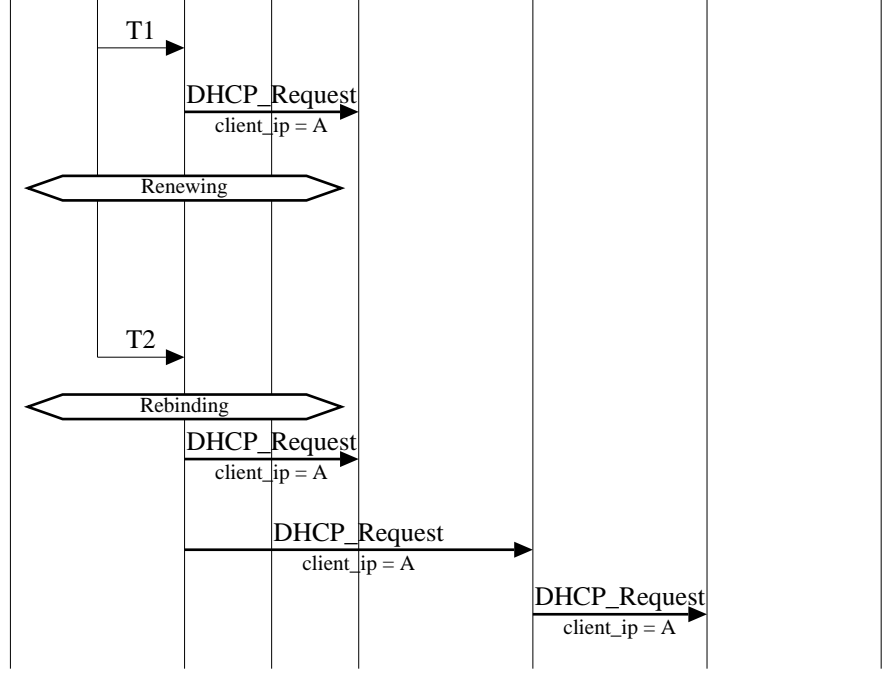 T1
DHCP_Request
client_ip = A
Renewing
T2
Rebinding
DHCP_Request
client_ip = A
DHCP_Request
client_ip = A
DHCP_Request
client_ip = A